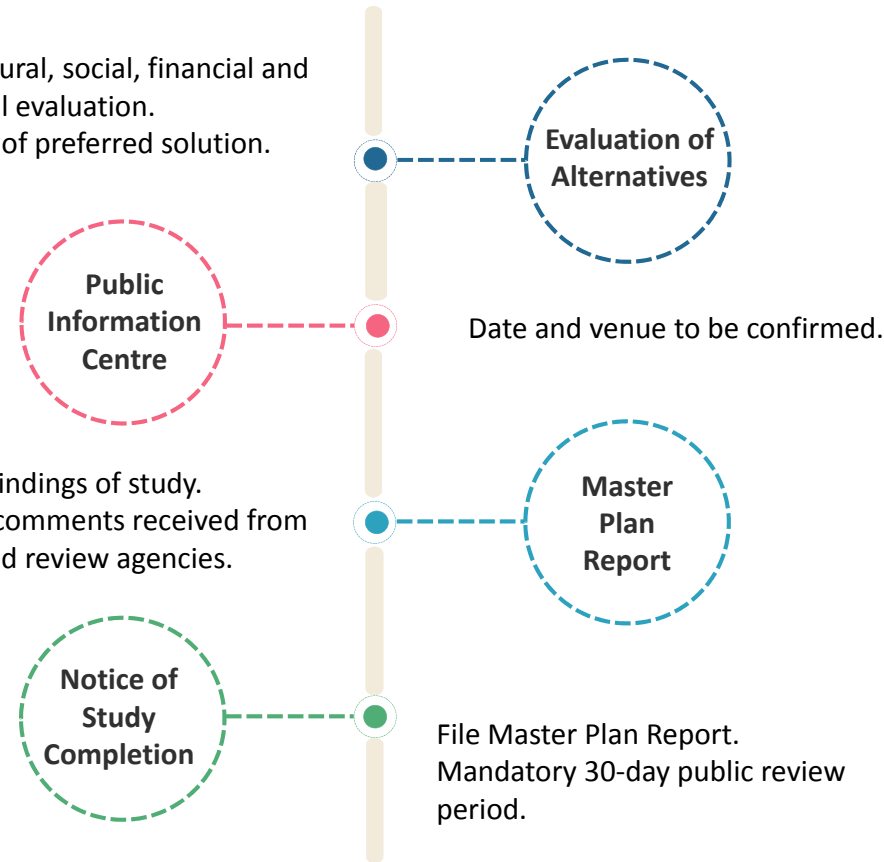 ural, social, financial and
l evaluation.
of preferred solution.
Evaluation of
Alternatives
Public
Information
Centre
Date and venue to be confirmed.
indings of study.
comments received from
d review agencies.
Master
Plan
Report
Notice of
Study
Completion
File Master Plan Report.
Mandatory 30-day public review
period.